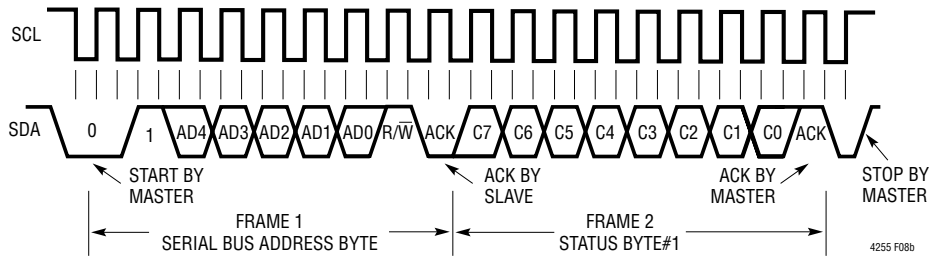 SCL
SDA 0 1 AD4 AD3 AD2 AD1 AD0 R/W̅ ACK C7 C6 C5 C4 C3 C2 C1 C0 ACK
START BY
MASTER
ACK BY
SLAVE
ACK BY
MASTER
STOP BY
MASTER
FRAME 1
SERIAL BUS ADDRESS BYTE
FRAME 2
STATUS BYTE#1
4255 F08b